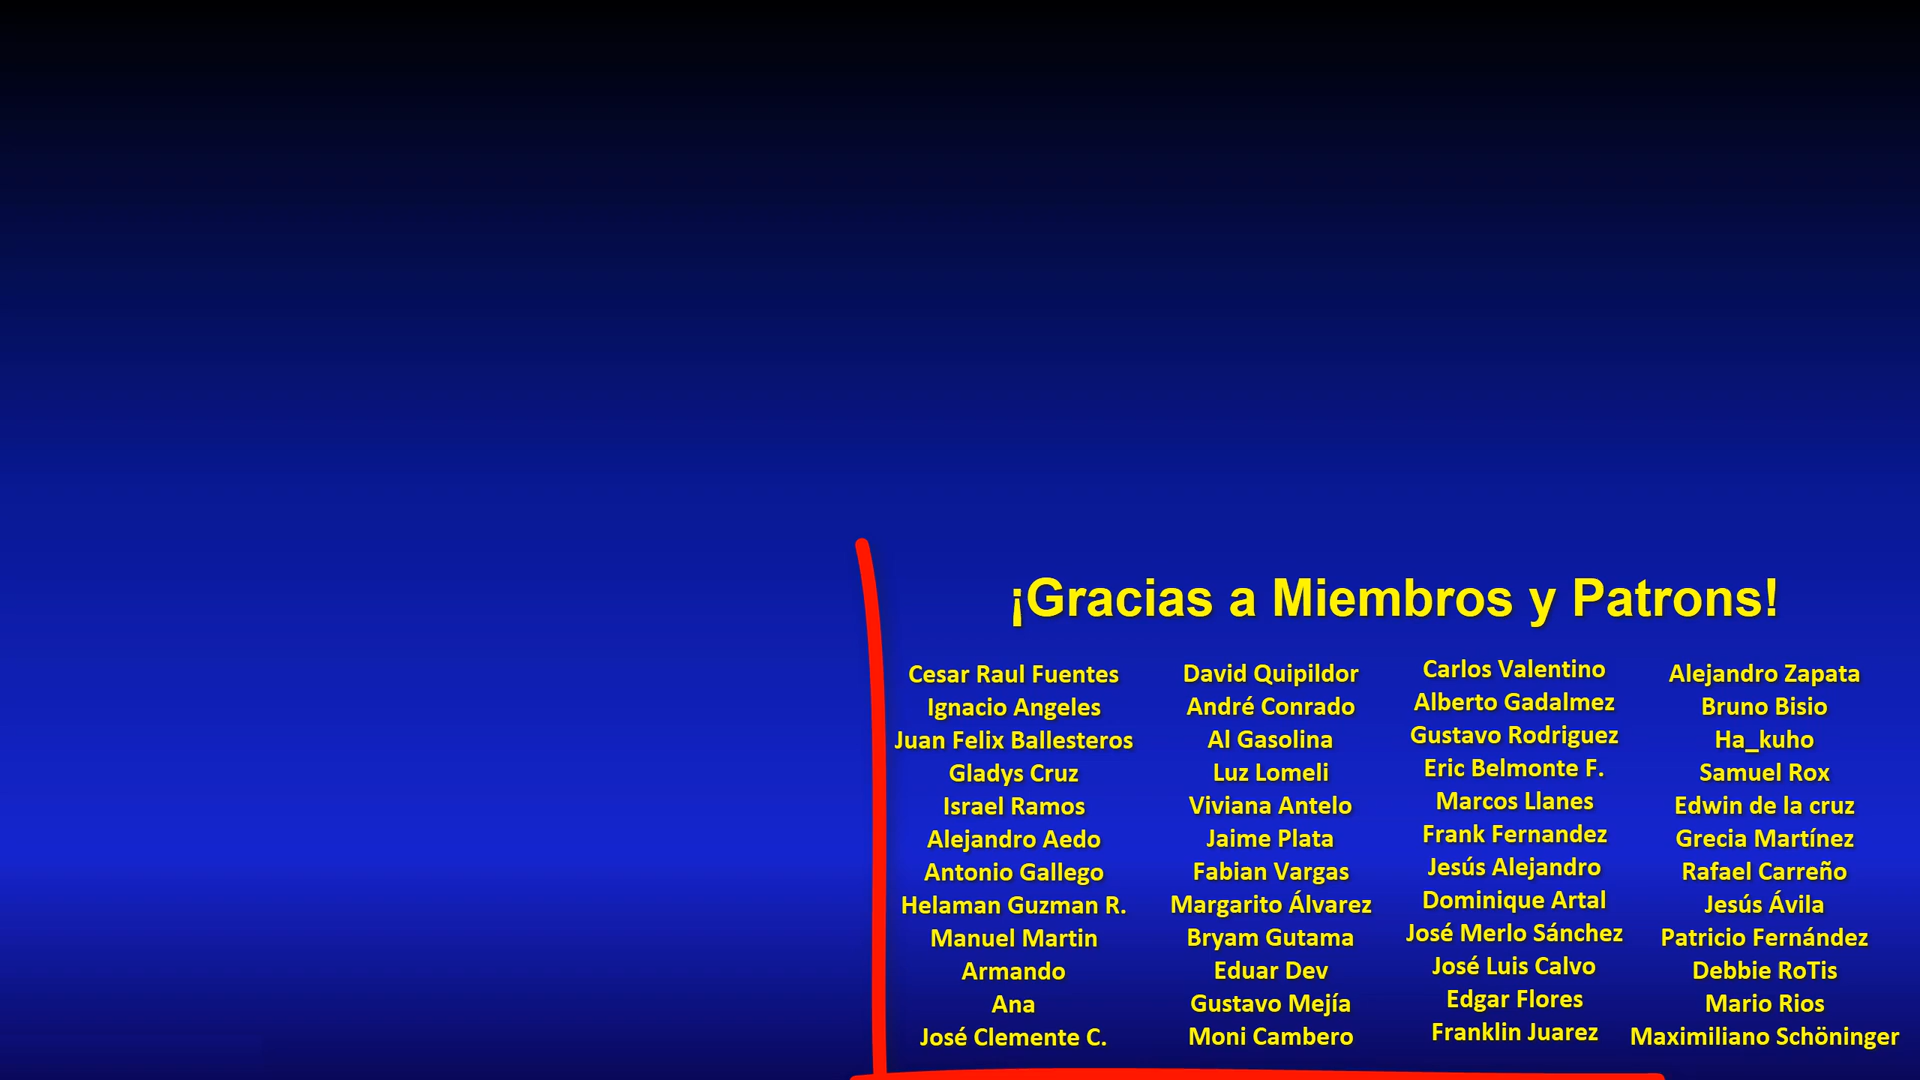 ¡Gracias a Miembros y Patrons!
Cesar Raul Fuentes
Ignacio Angeles
Juan Felix Ballesteros
Gladys Cruz
Israel Ramos
Alejandro Aedo
Antonio Gallego
Helaman Guzman R.
Manuel Martin
Armando
Ana
José Clemente C.
David Quipildor
André Conrado
Al Gasolina
Luz Lomeli
Viviana Antelo
Jaime Plata
Fabian Vargas
Margarito Álvarez
Bryam Gutama
Eduar Dev
Gustavo Mejía
Moni Cambero
Carlos Valentino
Alberto Gadalmez
Gustavo Rodriguez
Eric Belmonte F.
Marcos Llanes
Frank Fernandez
Jesús Alejandro
Dominique Artal
José Merlo Sánchez
José Luis Calvo
Edgar Flores
Franklin Juarez
Alejandro Zapata
Bruno Bisio
Ha_kuho
Samuel Rox
Edwin de la cruz
Grecia Martínez
Rafael Carreño
Jesús Ávila
Patricio Fernández
Debbie RoTis
Mario Rios
Maximiliano Schöninger